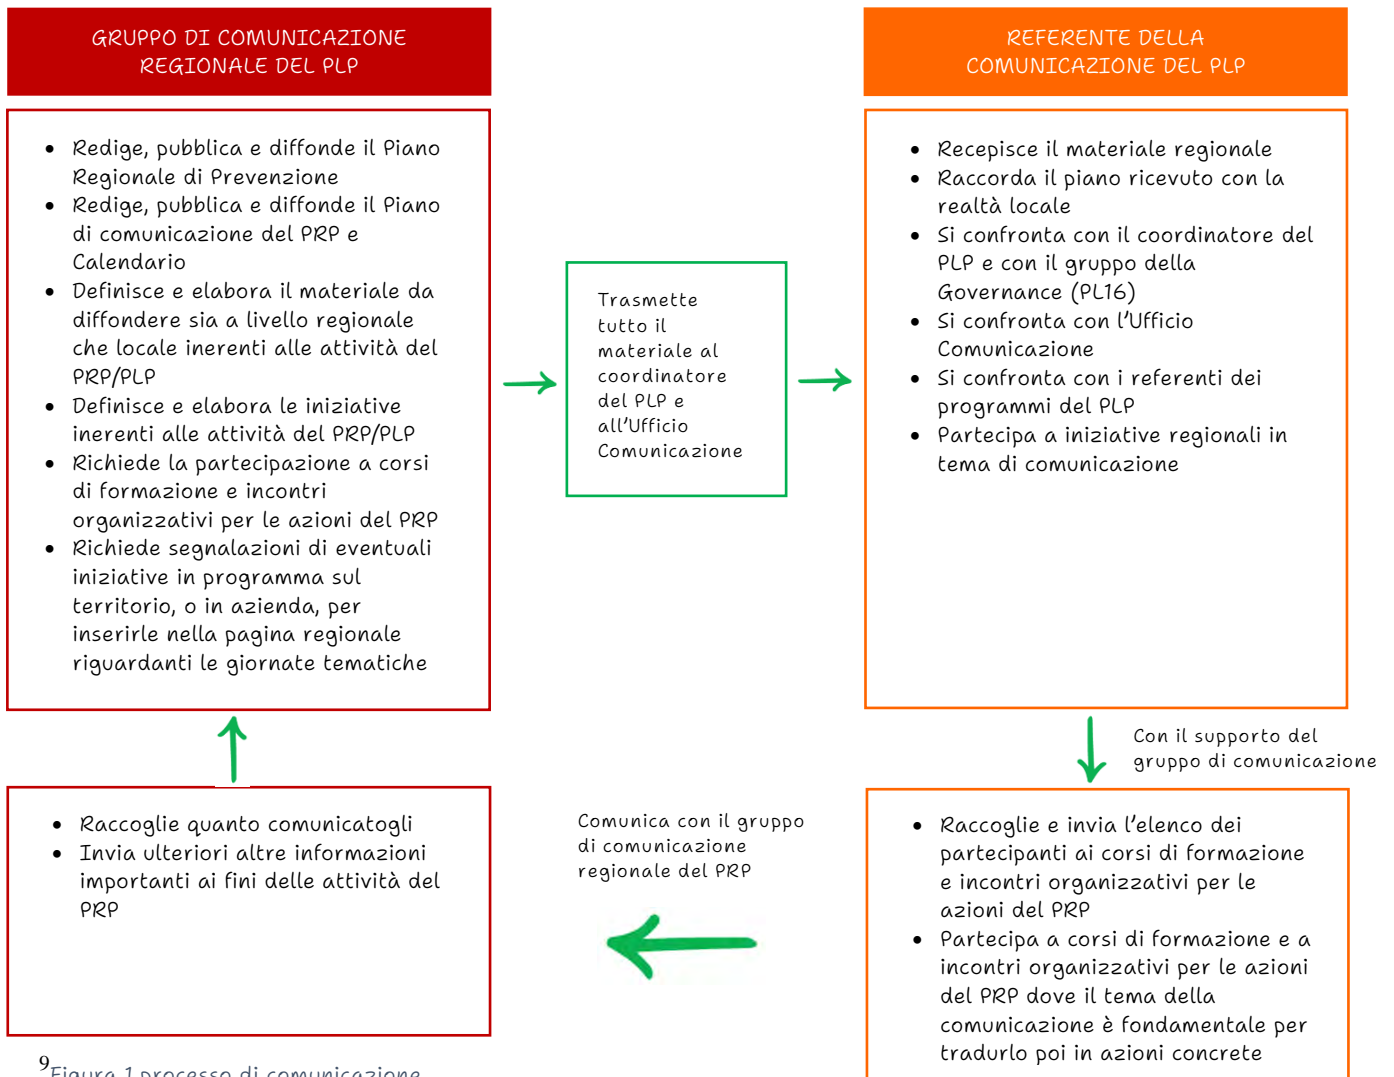 GRUPPO DI COMUNICAZIONE
REGIONALE DEL PLP
• Redige, pubblica e diffonde il Piano
Regionale di Prevenzione
• Redige, pubblica e diffonde il Piano
di comunicazione del PRP e
Calendario
• Definisce e elabora il materiale da
diffondere sia a livello regionale
che locale inerenti alle attività del
PRP/PLP
• Definisce e elabora le iniziative
inerenti alle attività del PRP/PLP
• Richiede la partecipazione a corsi
di formazione e incontri
organizzativi per le azioni del PRP
• Richiede segnalazioni di eventuali
iniziative in programma sul
territorio, o in azienda, per
inserirle nella pagina regionale
riguardanti le giornate tematiche
Trasmette
tutto il
materiale al
coordinatore
del PLP e
all'Ufficio
Comunicazione
REFERENTE DELLA
COMUNICAZIONE DEL PLP
• Recepisce il materiale regionale
• Raccorda il piano ricevuto con la
realtà locale
• Si confronta con il coordinatore del
PLP e con il gruppo della
Governance (PL16)
• Si confronta con l'Ufficio
Comunicazione
• Si confronta con i referenti dei
programmi del PLP
• Partecipa a iniziative regionali in
tema di comunicazione
Con il supporto del
gruppo di comunicazione
• Raccoglie e invia l'elenco dei
partecipanti ai corsi di formazione
e incontri organizzativi per le
azioni del PRP
• Partecipa a corsi di formazione e a
incontri organizzativi per le azioni
del PRP dove il tema della
comunicazione è fondamentale per
tradurlo poi in azioni concrete
Comunica con il gruppo
di comunicazione
regionale del PRP
• Raccoglie quanto comunicatogli
• Invia ulteriori altre informazioni
importanti ai fini delle attività del
PRP
9 Figura 1 processo di comunicazione